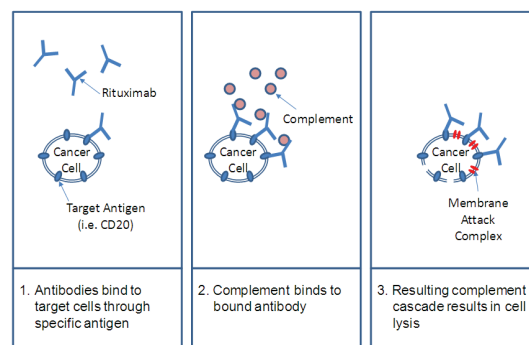 Rituximab
Cancer
Cell
Target Antigen
(i.e. CD20)
1. Antibodies bind to
target cells through
specific antigen
Complement
Cancer
Cell
2. Complement binds to
bound antibody
Cancer
Cell
Membrane
Attack
Complex
3. Resulting complement
cascade results in cell
lysis